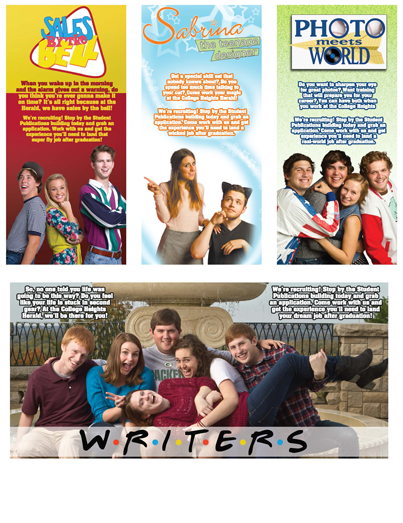 SALES
BY THE
BELL
When you wake up in the morning
and the alarm gives out a warning, do
you think you're ever gonna make it
on time? It's all right because at the
Herald, we have sales by the bell!
We're recruiting! Stop by the Student
Publications building today and grab an
application. Work with us and get the
experience you'll need to land that
super fly job after graduation!
Sabrina
the teenage
designer
Got a special skill set that
nobody knows about? Do you
spend too much time talking to
your cat? Come work your magic
at the College Heights Herald!
We're recruiting! Stop by the Student
Publications building today and grab an
application. Come work with us and get
the experience you'll need to land a
wicked job after graduation.
PHOTO
meets
WORLD
Do you want to sharpen your eye
for great photos? Want training
that will prepare you for your
career? You can have both when
you work at the College Heights
We're recruiting! Stop by the Student
Publications building today and grab an
application. Come work with us and get
the experience you'll need to land a
real-world job after graduation.
So, no one told you life was
going to be this way? Do you feel
like your life is stuck in second
gear? At the College Heights
Herald, we'll be there for you!
We're recruiting! Stop by the Student
Publications building today and grab
an application. Come work with us and
get the experience you'll need to land
your dream job after graduation!
PACKERS
W•R•I•T•E•R•S